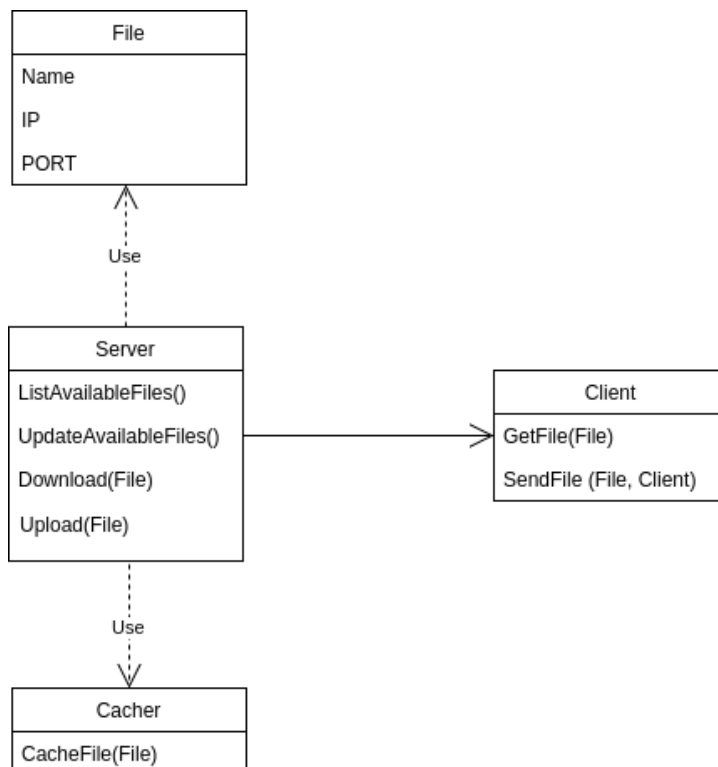 File
Name
IP
PORT
Use
Server
ListAvailableFiles()
UpdateAvailableFiles()
Download(File)
Upload(File)
Client
GetFile(File)
SendFile (File, Client)
Use
Cacher
CacheFile(File)